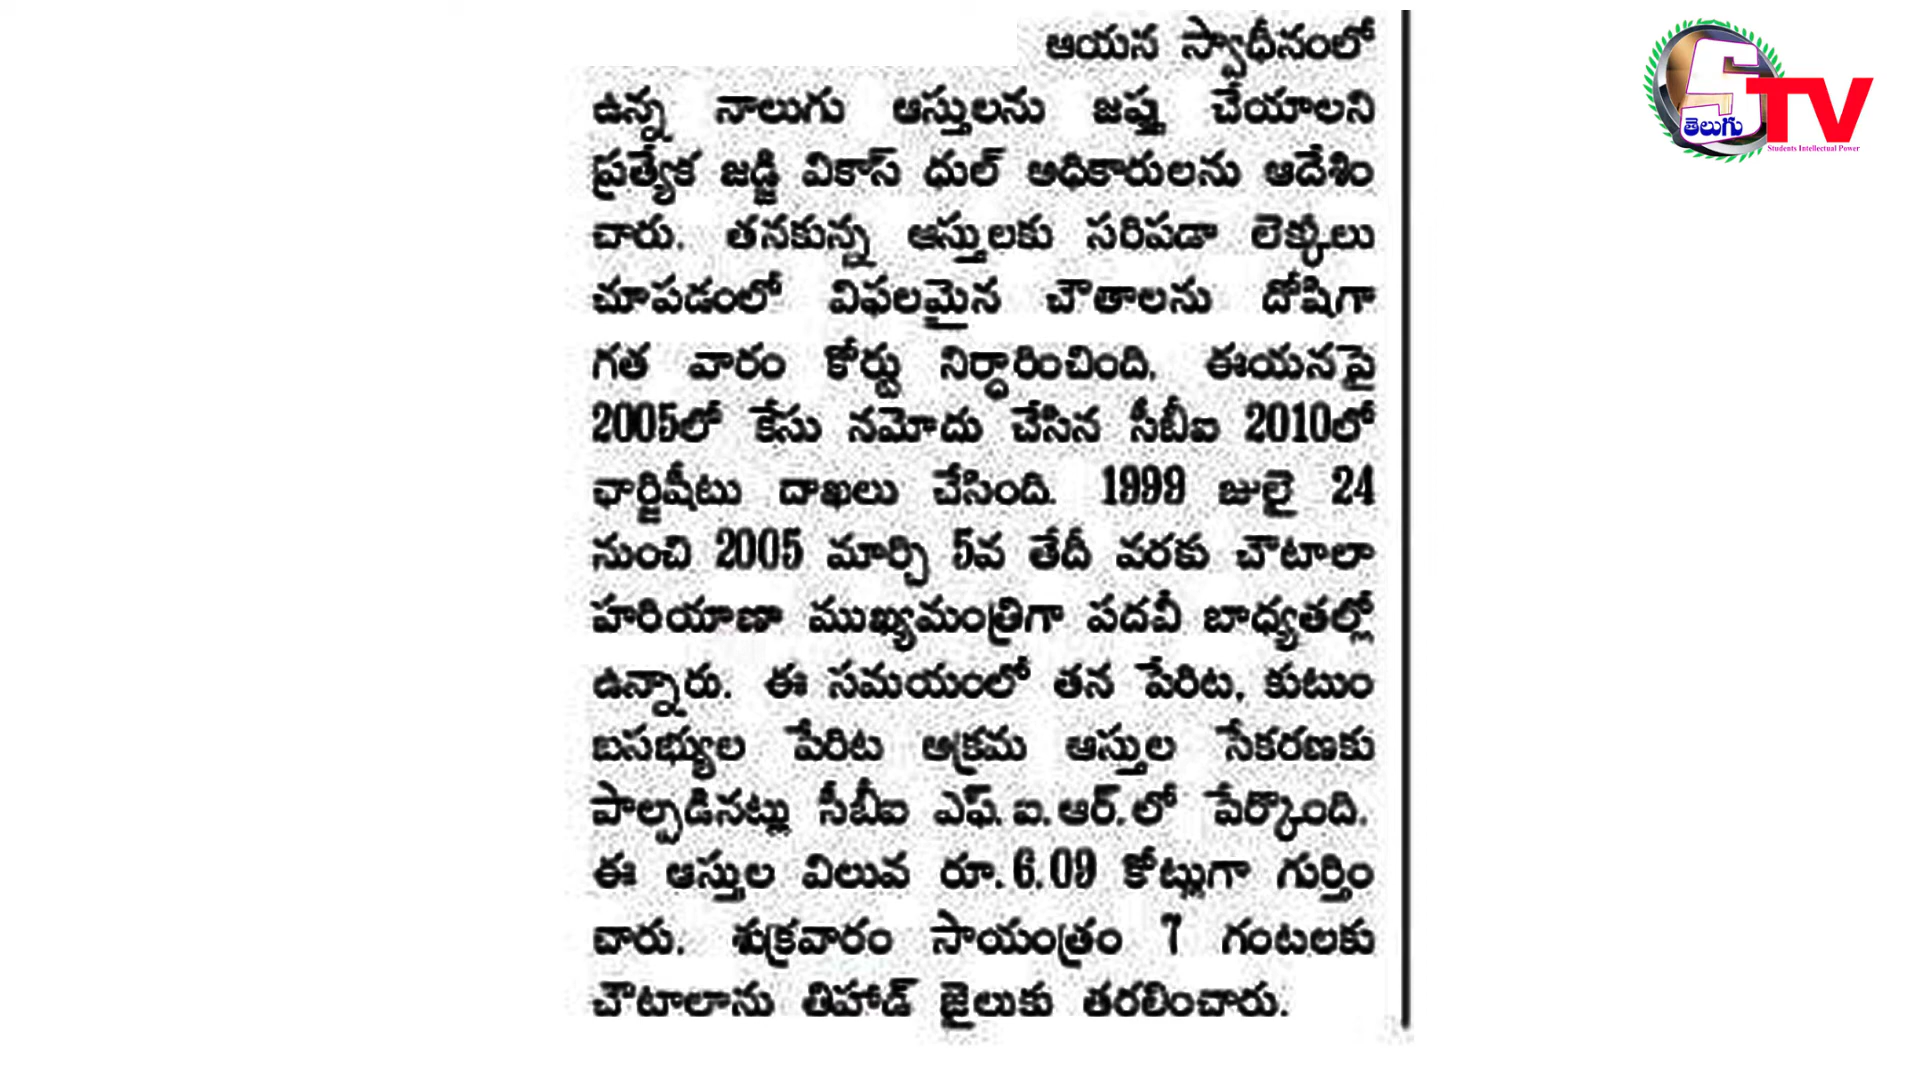 ఆయన స్వాధీనంలో
ఉన్న నాలుగు ఆస్తులను జప్తు చేయాలని
ప్రత్యేక జడ్జి వికాస్ ధుల్ అధికారులను ఆదేశిం
చారు. తనకున్న ఆస్తులకు సరిపడా లెక్కలు
చూపడంలో విఫలమైన చౌతాలను దోషిగా
గత వారం కోర్టు నిర్ధారించింది. ఈయనపై
2005లో కేసు నమోదు చేసిన సీబీఐ 2010లో
ఛార్జిషీటు దాఖలు చేసింది. 1999 జులై 24
నుంచి 2005 మార్చి 5వ తేదీ వరకు చౌటాలా
హరియాణా ముఖ్యమంత్రిగా పదవీ బాధ్యతల్లో
ఉన్నారు. ఈ సమయంలో తన పేరిట, కుటుం
బసభ్యుల పేరిట అక్రమ ఆస్తుల సేకరణకు
పాల్పడినట్లు సీబీఐ ఎఫ్.ఐ.ఆర్.లో పేర్కొంది.
ఈ ఆస్తుల విలువ రూ.6.09 కోట్లుగా గుర్తిం
చారు. శుక్రవారం సాయంత్రం 7 గంటలకు
చౌటాలాను తిహాడ్ జైలుకు తరలించారు.
S TV
తెలుగు
Students Intellectual Power